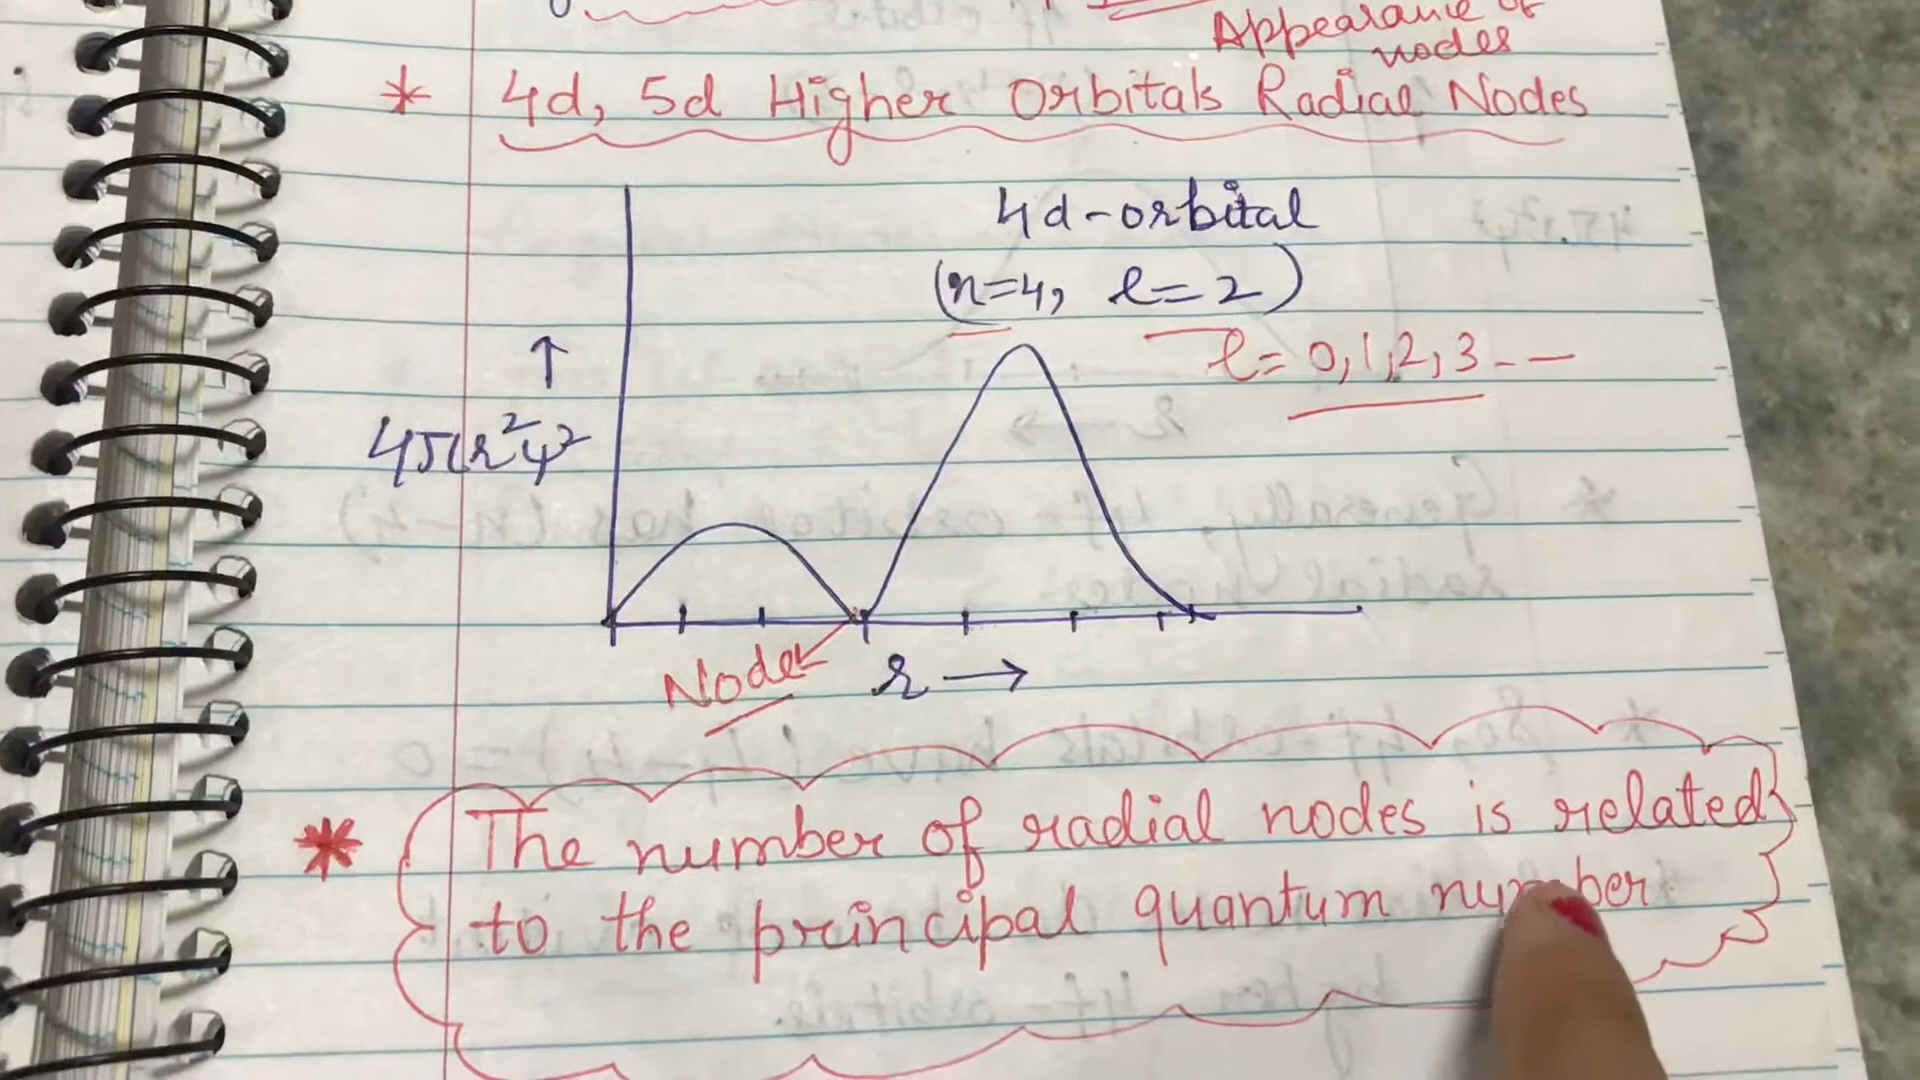 Appearance of
nodes
* 4d, 5d Higher Orbitals Radial Nodes
4d-orbital
(n=4, l=2)
l= 0,1,2,3 - -
↑
4πr²ψ²
Node
r →
* The number of radial nodes is related
to the principal quantum number